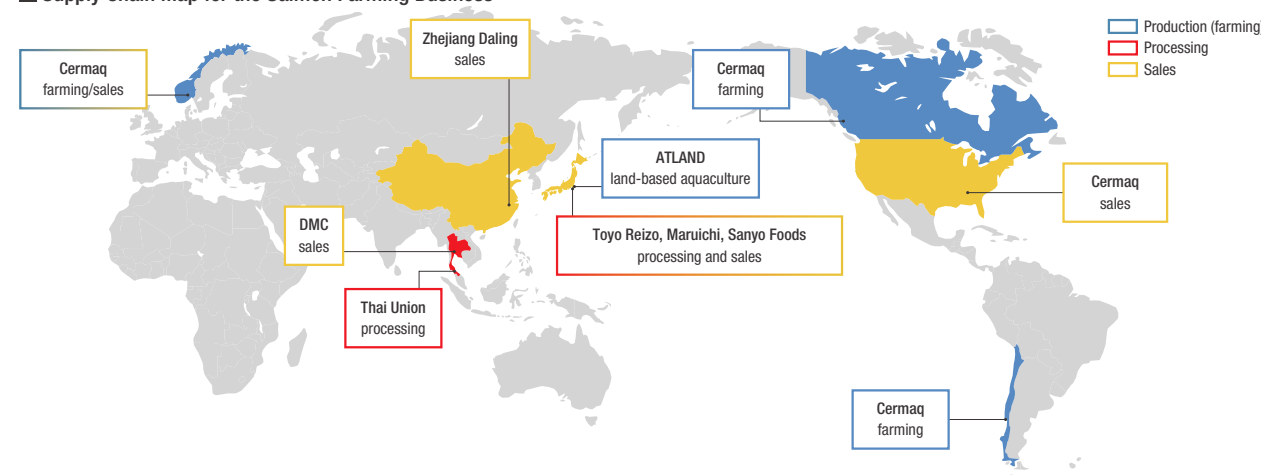 Supply Chain Map for the Salmon Farming Business
Zhejiang Daling
sales
Cermaq
farming/sales
Cermaq
farming
Production (farming)
Processing
Sales
ATLAND
land-based aquaculture
Cermaq
sales
DMC
sales
Toyo Reizo, Maruichi, Sanyo Foods
processing and sales
Thai Union
processing
Cermaq
farming